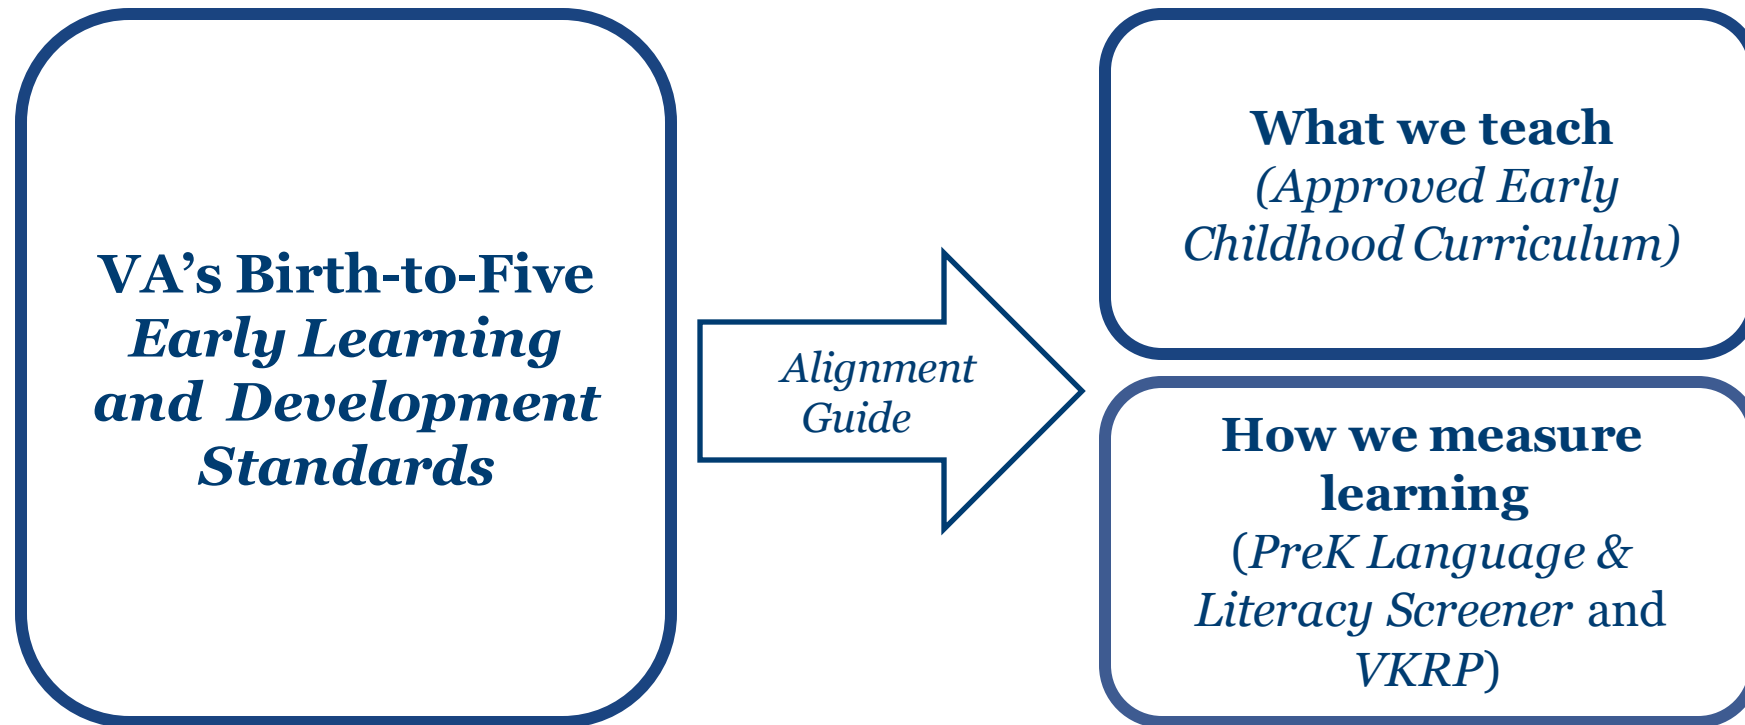 VA’s Birth-to-Five
Early Learning
and Development
Standards
Alignment
Guide
What we teach
(Approved Early
Childhood Curriculum)
How we measure
learning
(PreK Language &
Literacy Screener and
VKRP)